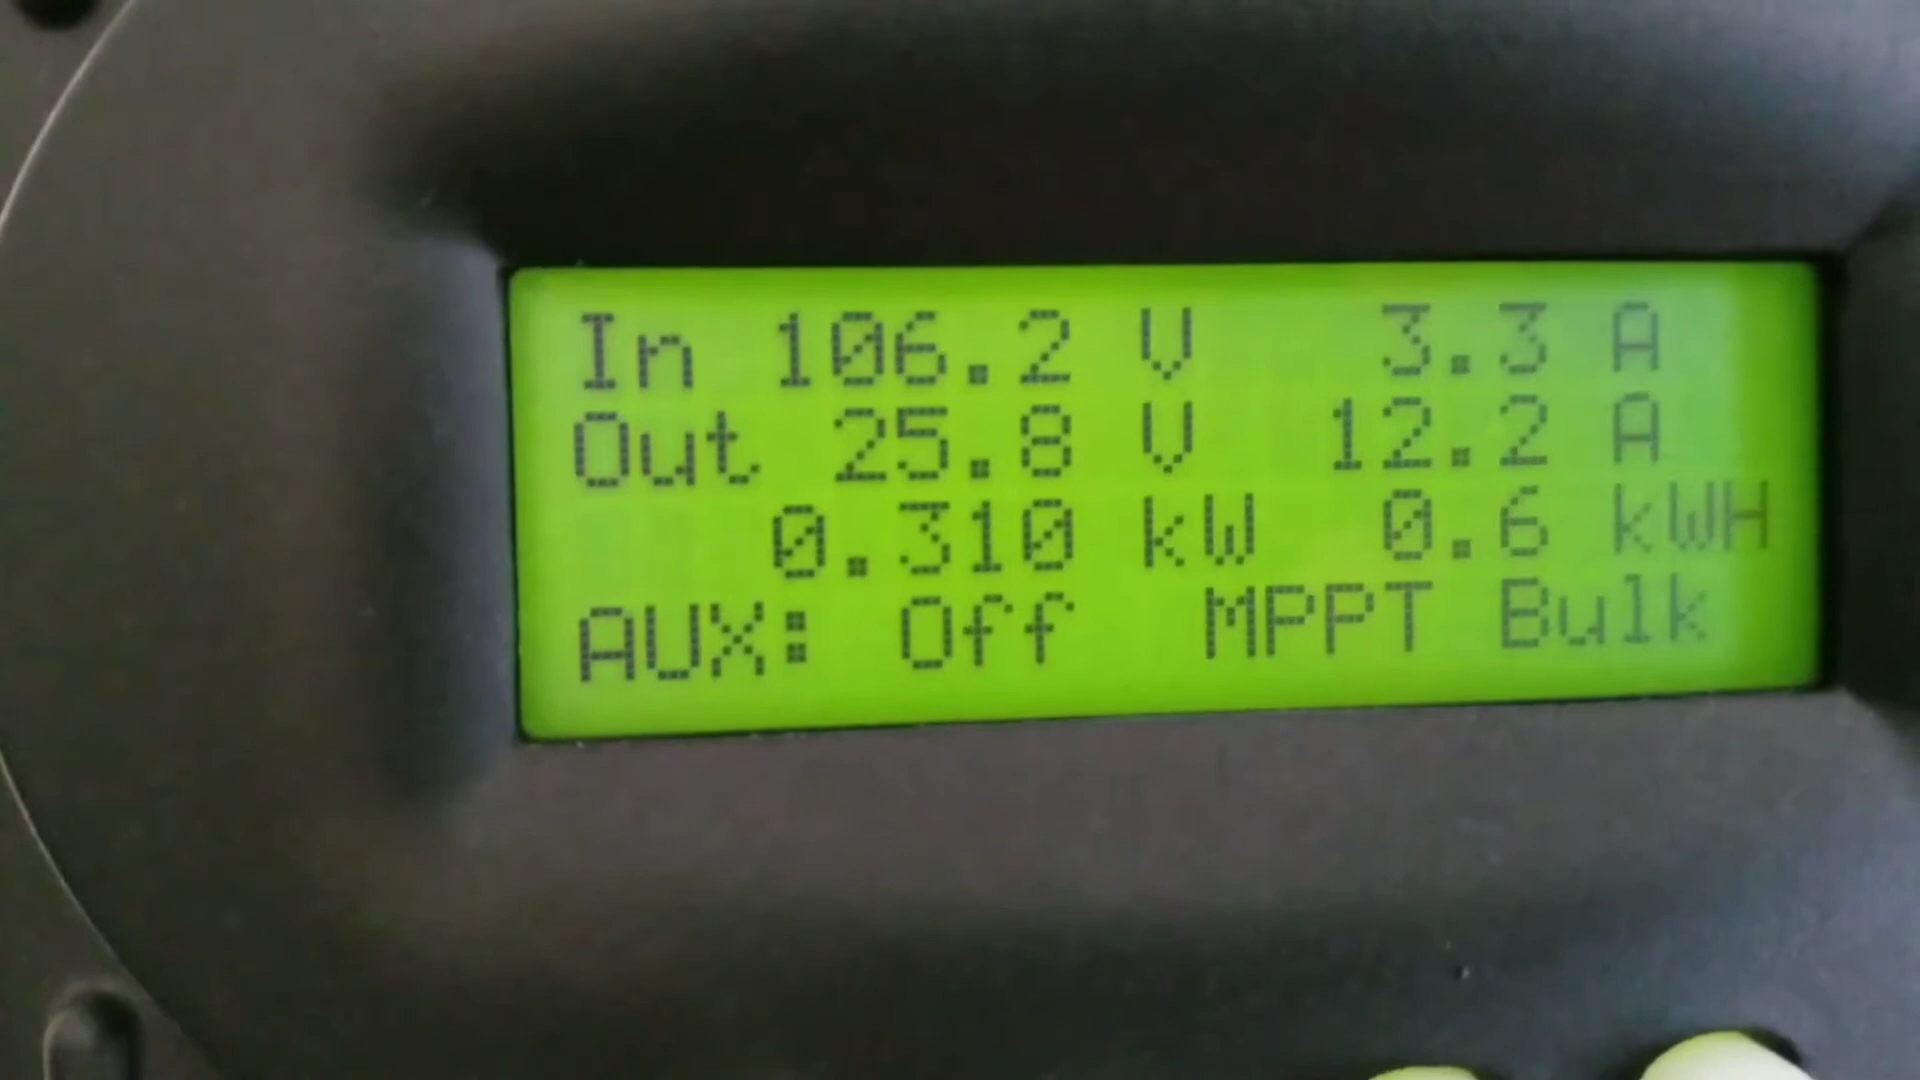 In 106.2 V 3.3 A
Out 25.8 V 12.2 A
0.310 kW 0.6 kWH
AUX: Off MPPT Bulk